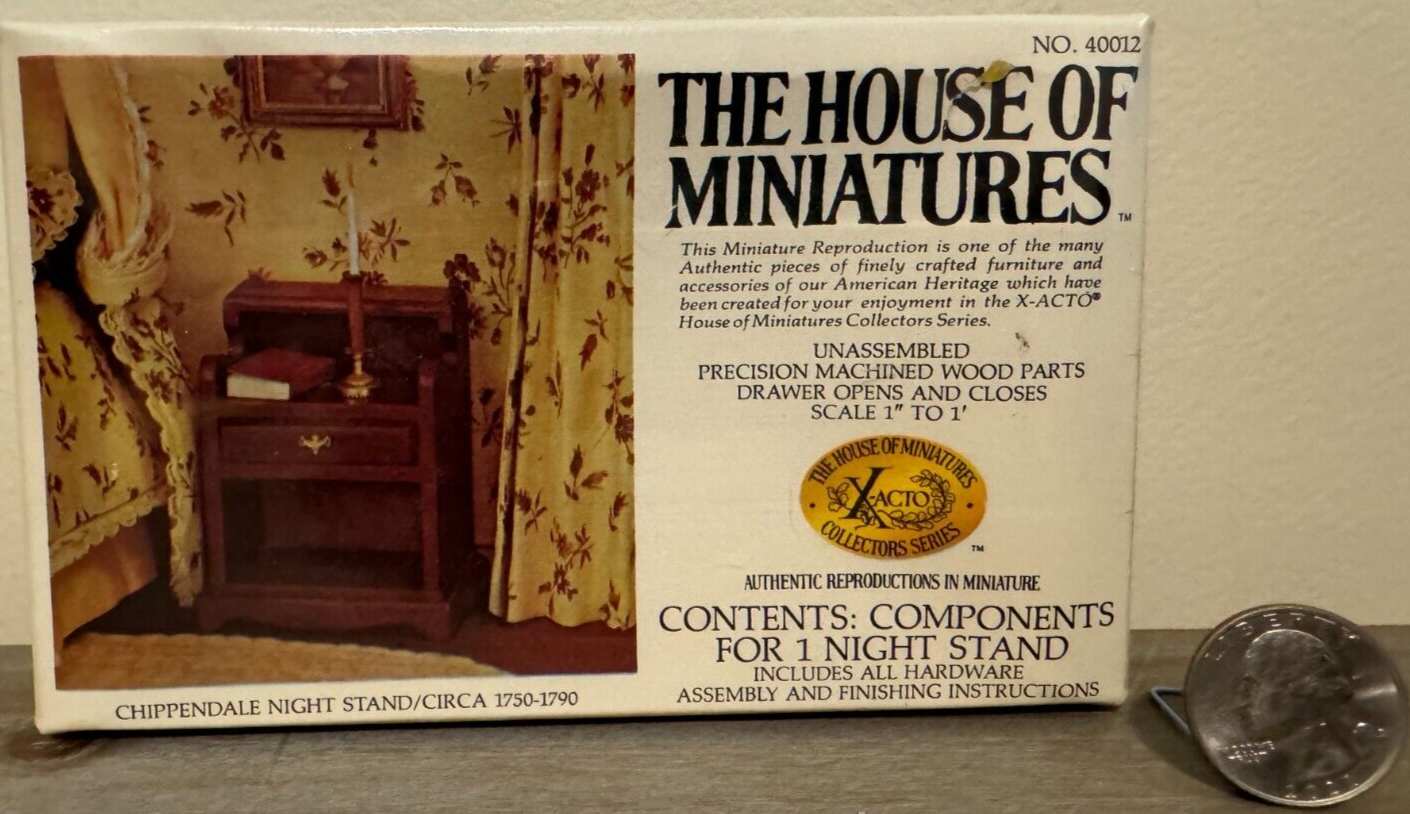 NO. 40012
THE HOUSE OF
MINIATURES™
This Miniature Reproduction is one of the many
Authentic pieces of finely crafted furniture and
accessories of our American Heritage which have
been created for your enjoyment in the X-ACTO®
House of Miniatures Collectors Series.
UNASSEMBLED
PRECISION MACHINED WOOD PARTS
DRAWER OPENS AND CLOSES
SCALE 1" TO 1'
THE HOUSE OF MINIATURES
X-ACTO
COLLECTORS SERIES
™
AUTHENTIC REPRODUCTIONS IN MINIATURE
CONTENTS: COMPONENTS
FOR 1 NIGHT STAND
INCLUDES ALL HARDWARE
ASSEMBLY AND FINISHING INSTRUCTIONS
CHIPPENDALE NIGHT STAND/CIRCA 1750-1790
LIBERTY